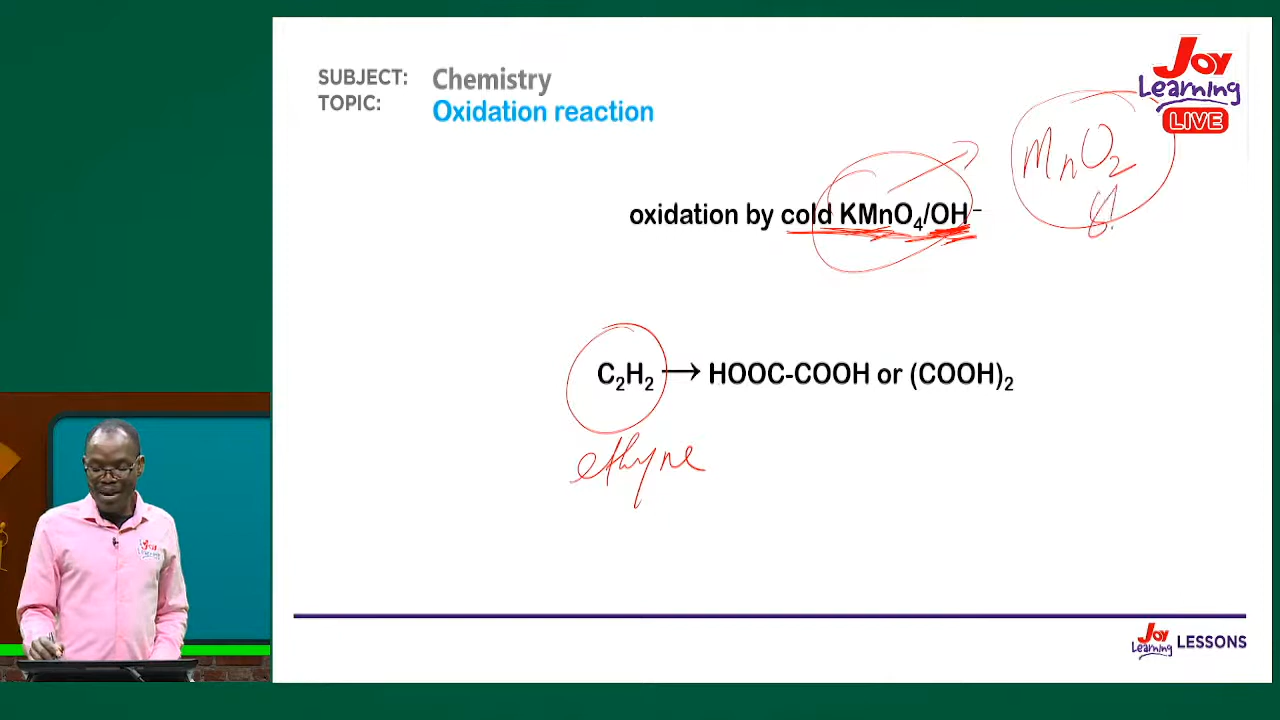 SUBJECT: Chemistry
TOPIC: Oxidation reaction
Joy
Learning
LIVE
MnO₂
oxidation by cold KMnO₄/OH⁻
C₂H₂ → HOOC-COOH or (COOH)₂
ethyne
Joy
Learning LESSONS